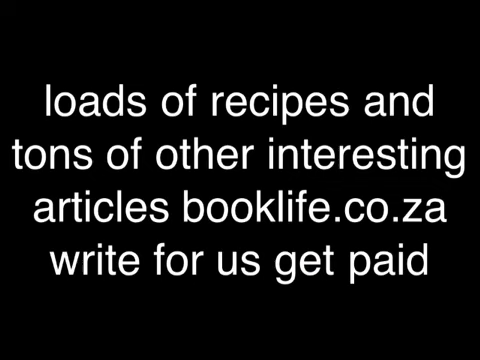 loads of recipes and
tons of other interesting
articles booklife.co.za
write for us get paid